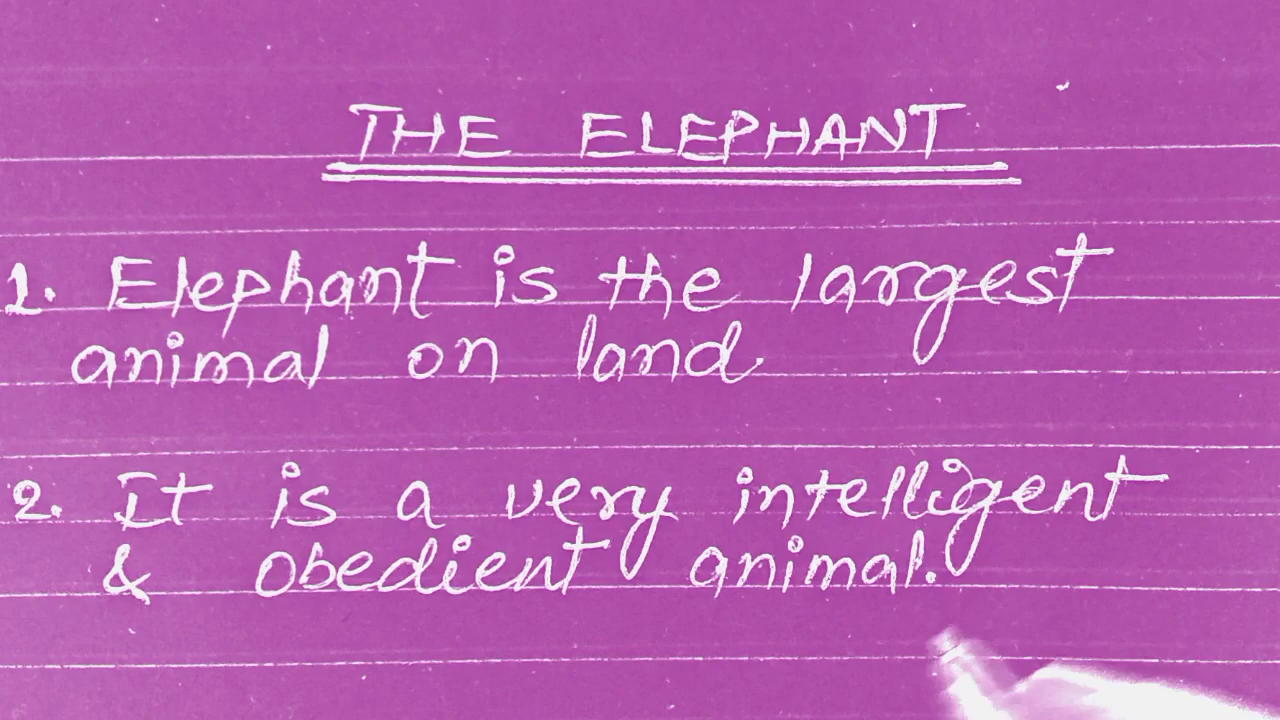 THE ELEPHANT
1. Elephant is the largest
animal on land.
2. It is a very intelligent
& obedient animal.